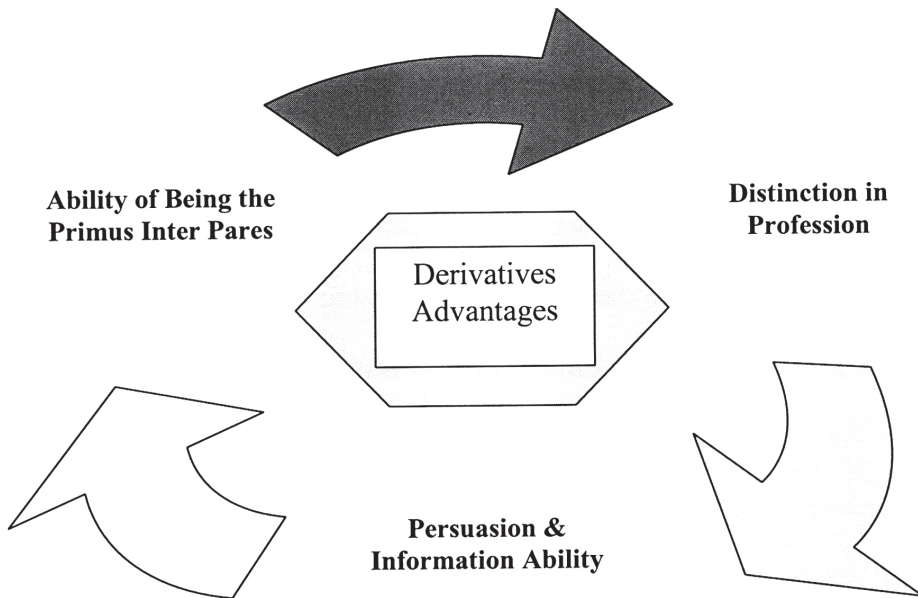 Ability of Being the
Primus Inter Pares
Distinction in
Profession
Derivatives
Advantages
Persuasion &
Information Ability